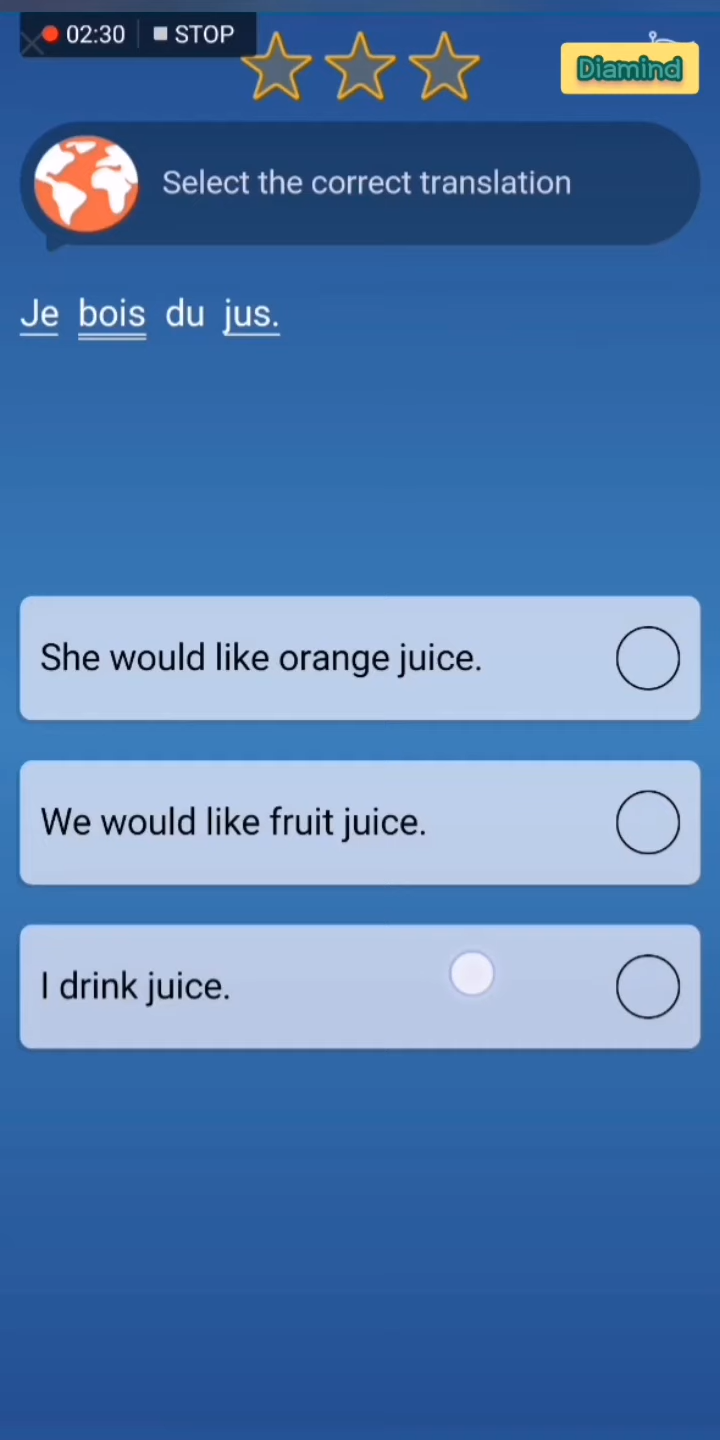 02:30 STOP
Diamind
Select the correct translation
Je bois du jus.
She would like orange juice.
We would like fruit juice.
I drink juice.